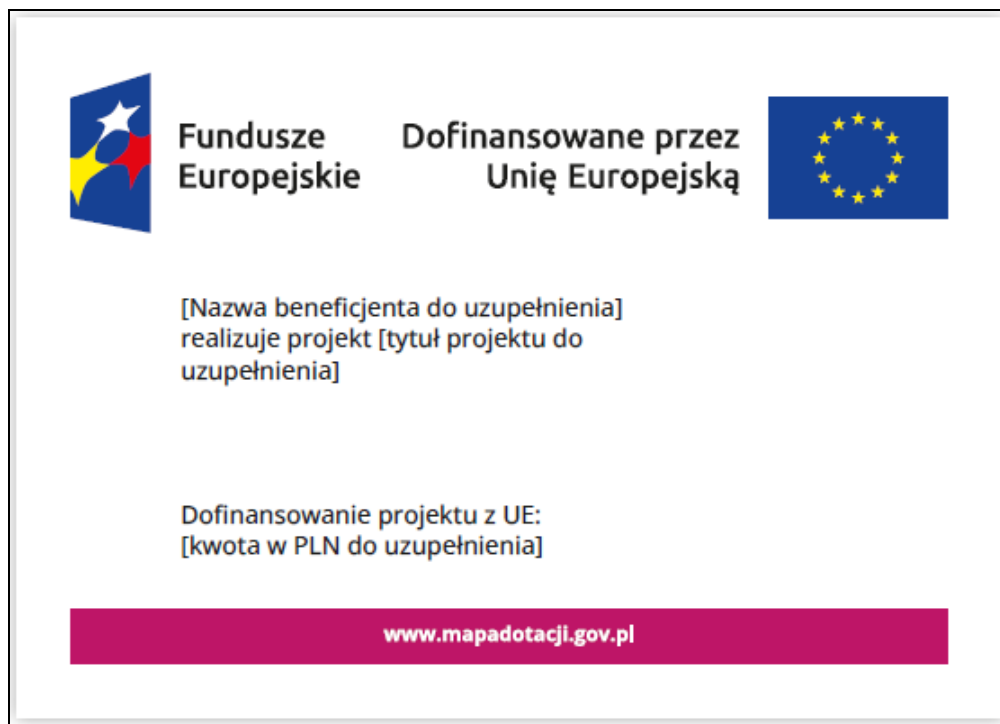 Fundusze
Europejskie
Dofinansowane przez
Unię Europejską
[Nazwa beneficjenta do uzupełnienia]
realizuje projekt [tytuł projektu do
uzupełnienia]
Dofinansowanie projektu z UE:
[kwota w PLN do uzupełnienia]
www.mapadotacji.gov.pl